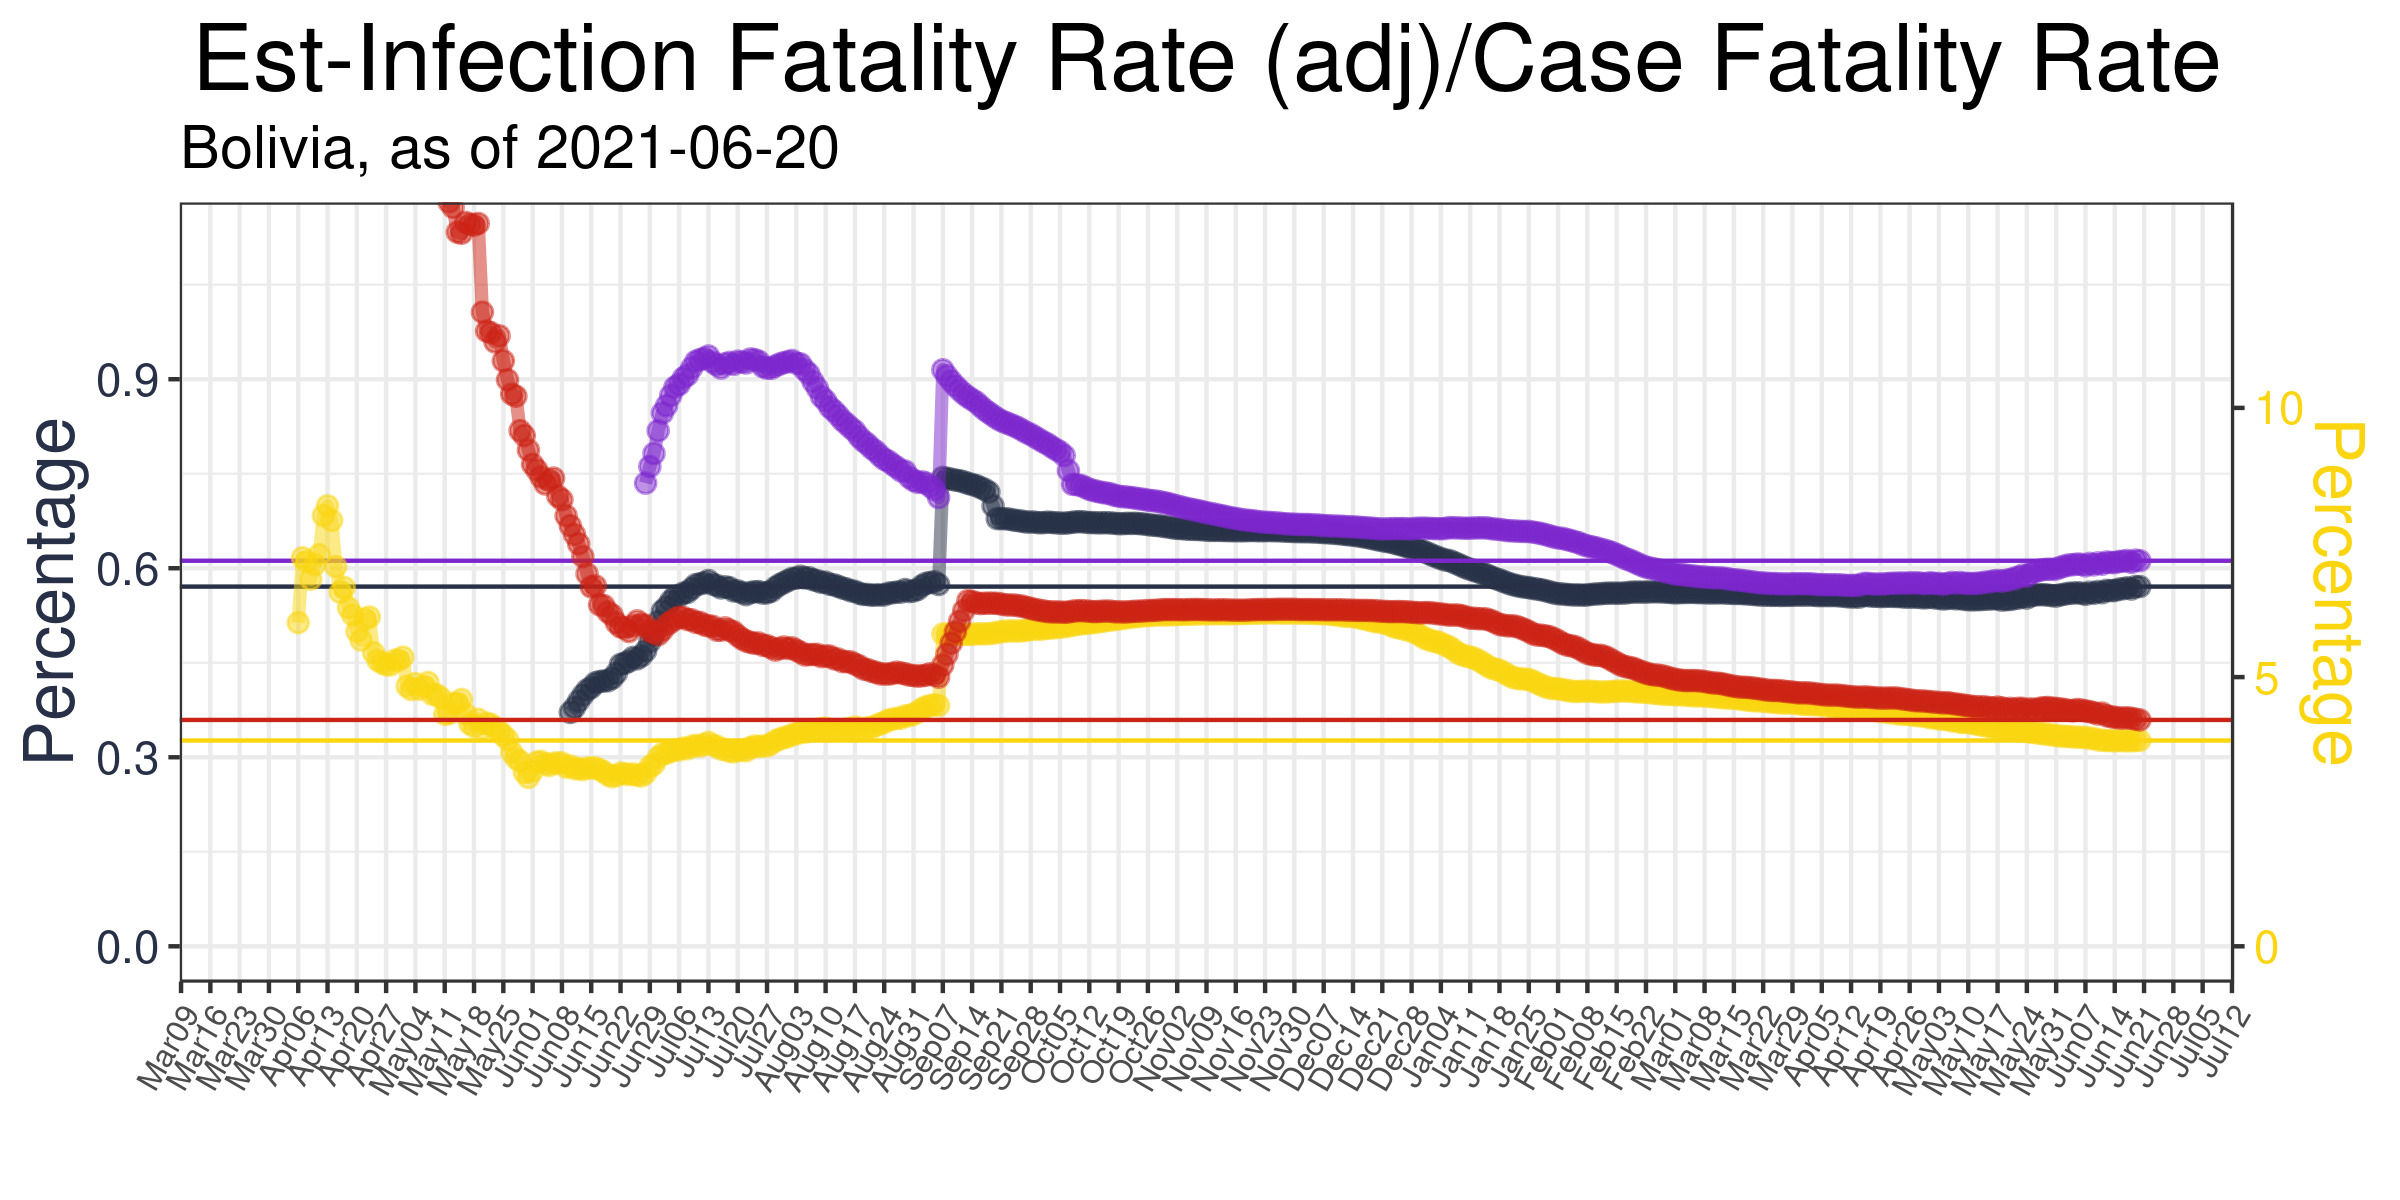 Est-Infection Fatality Rate (adj)/Case Fatality Rate
Bolivia, as of 2021-06-20
Percentage
0.9
0.6
0.3
0.0
10
5
0
Percentage
Mar09
Mar16
Mar23
Mar30
Apr06
Apr13
Apr20
Apr27
May04
May11
May18
May25
Jun01
Jun08
Jun15
Jun22
Jun29
Jul06
Jul13
Jul20
Jul27
Aug03
Aug10
Aug17
Aug24
Aug31
Sep07
Sep14
Sep21
Sep28
Oct05
Oct12
Oct19
Oct26
Nov02
Nov09
Nov16
Nov23
Nov30
Dec07
Dec14
Dec21
Dec28
Jan04
Jan11
Jan18
Jan25
Feb01
Feb08
Feb15
Feb22
Mar01
Mar08
Mar15
Mar22
Mar29
Apr05
Apr12
Apr19
Apr26
May03
May10
May17
May24
May31
Jun07
Jun14
Jun21
Jun28
Jul05
Jul12